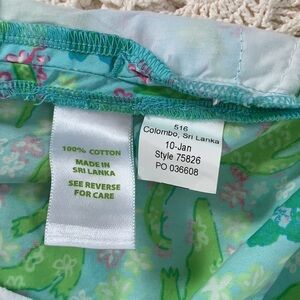 100% COTTON
MADE IN
SRI LANKA
SEE REVERSE
FOR CARE
516
Colombo, Sri Lanka
10-Jan
Style 75826
PO 036608